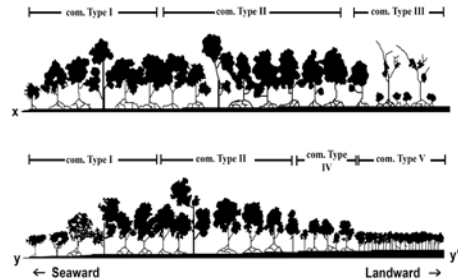 com. Type I com. Type II com. Type III
x
com. Type I com. Type II com. Type IV com. Type V
y y'
← Seaward Landward →